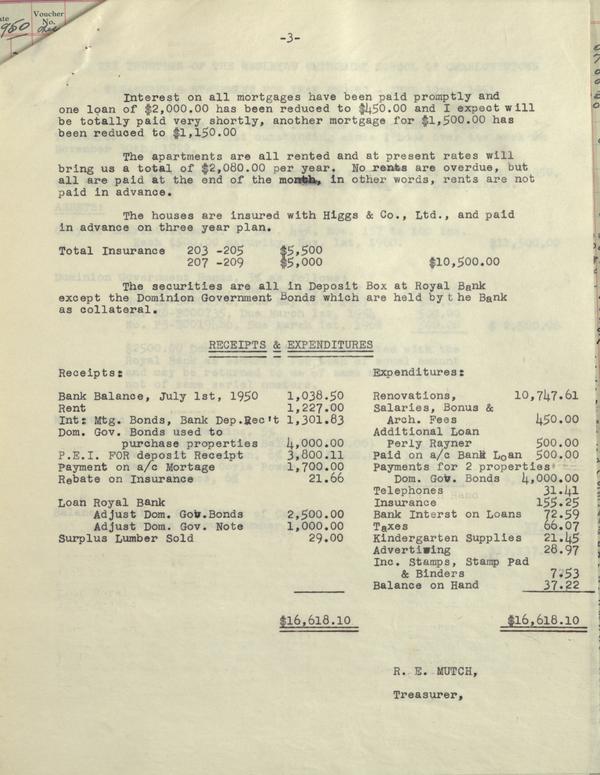 Voucher
No.
-3-
Interest on all mortgages have been paid promptly and
one loan of $2,000.00 has been reduced to $450.00 and I expect will
be totally paid very shortly, another mortgage for $1,500.00 has
been reduced to $1,150.00
The apartments are all rented and at present rates will
bring us a total of $2,080.00 per year. No rents are overdue, but
all are paid at the end of the month, in other words, rents are not
paid in advance.
The houses are insured with Higgs & Co., Ltd., and paid
in advance on three year plan.
Total Insurance 203 -205 $5,500
207 -209 $5,000 $10,500.00
The securities are all in Deposit Box at Royal Bank
except the Dominion Government Bonds which are held by the Bank
as collateral.
RECEIPTS & EXPENDITURES
Receipts:
Bank Balance, July 1st, 1950 1,038.50
Rent 1,227.00
Int: Mtg. Bonds, Bank Dep.Rec't 1,301.83
Dom. Gov. Bonds used to
purchase properties 4,000.00
P.E.I. FOR deposit Receipt 3,800.11
Payment on a/c Mortage 1,700.00
Rebate on Insurance 21.66
Loan Royal Bank
Adjust Dom. Gov.Bonds 2,500.00
Adjust Dom. Gov. Note 1,000.00
Surplus Lumber Sold 29.00
$16,618.10
Expenditures:
Renovations, 10,747.61
Salaries, Bonus &
Arch. Fees 450.00
Additional Loan
Perly Rayner 500.00
Paid on a/c Bank Loan 500.00
Payments for 2 properties
Dom. Gov. Bonds 4,000.00
Telephones 31.41
Insurance 155.25
Bank Interst on Loans 72.59
Taxes 66.07
Kindergarten Supplies 21.45
Advertiwing 28.97
Inc. Stamps, Stamp Pad
& Binders 7.53
Balance on Hand 37.22
$16,618.10
R. E. MUTCH,
Treasurer,